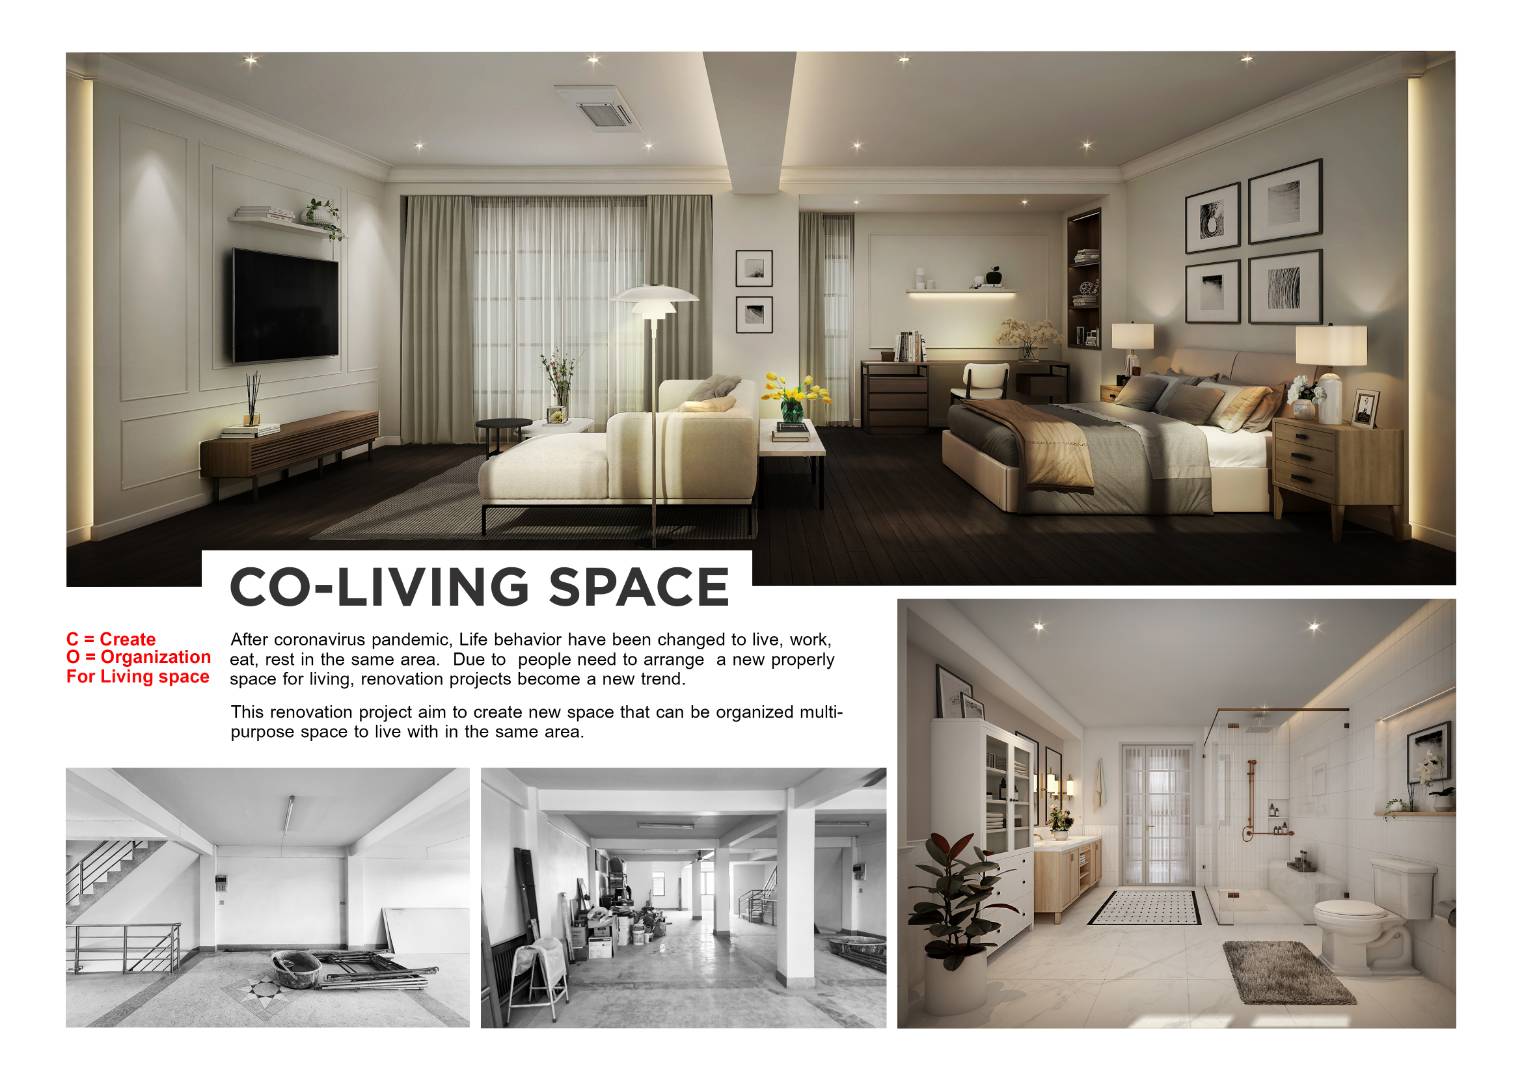 CO-LIVING SPACE
C = Create
O = Organization
For Living space
After coronavirus pandemic, Life behavior have been changed to live, work,
eat, rest in the same area. Due to people need to arrange a new properly
space for living, renovation projects become a new trend.
This renovation project aim to create new space that can be organized multi-
purpose space to live with in the same area.